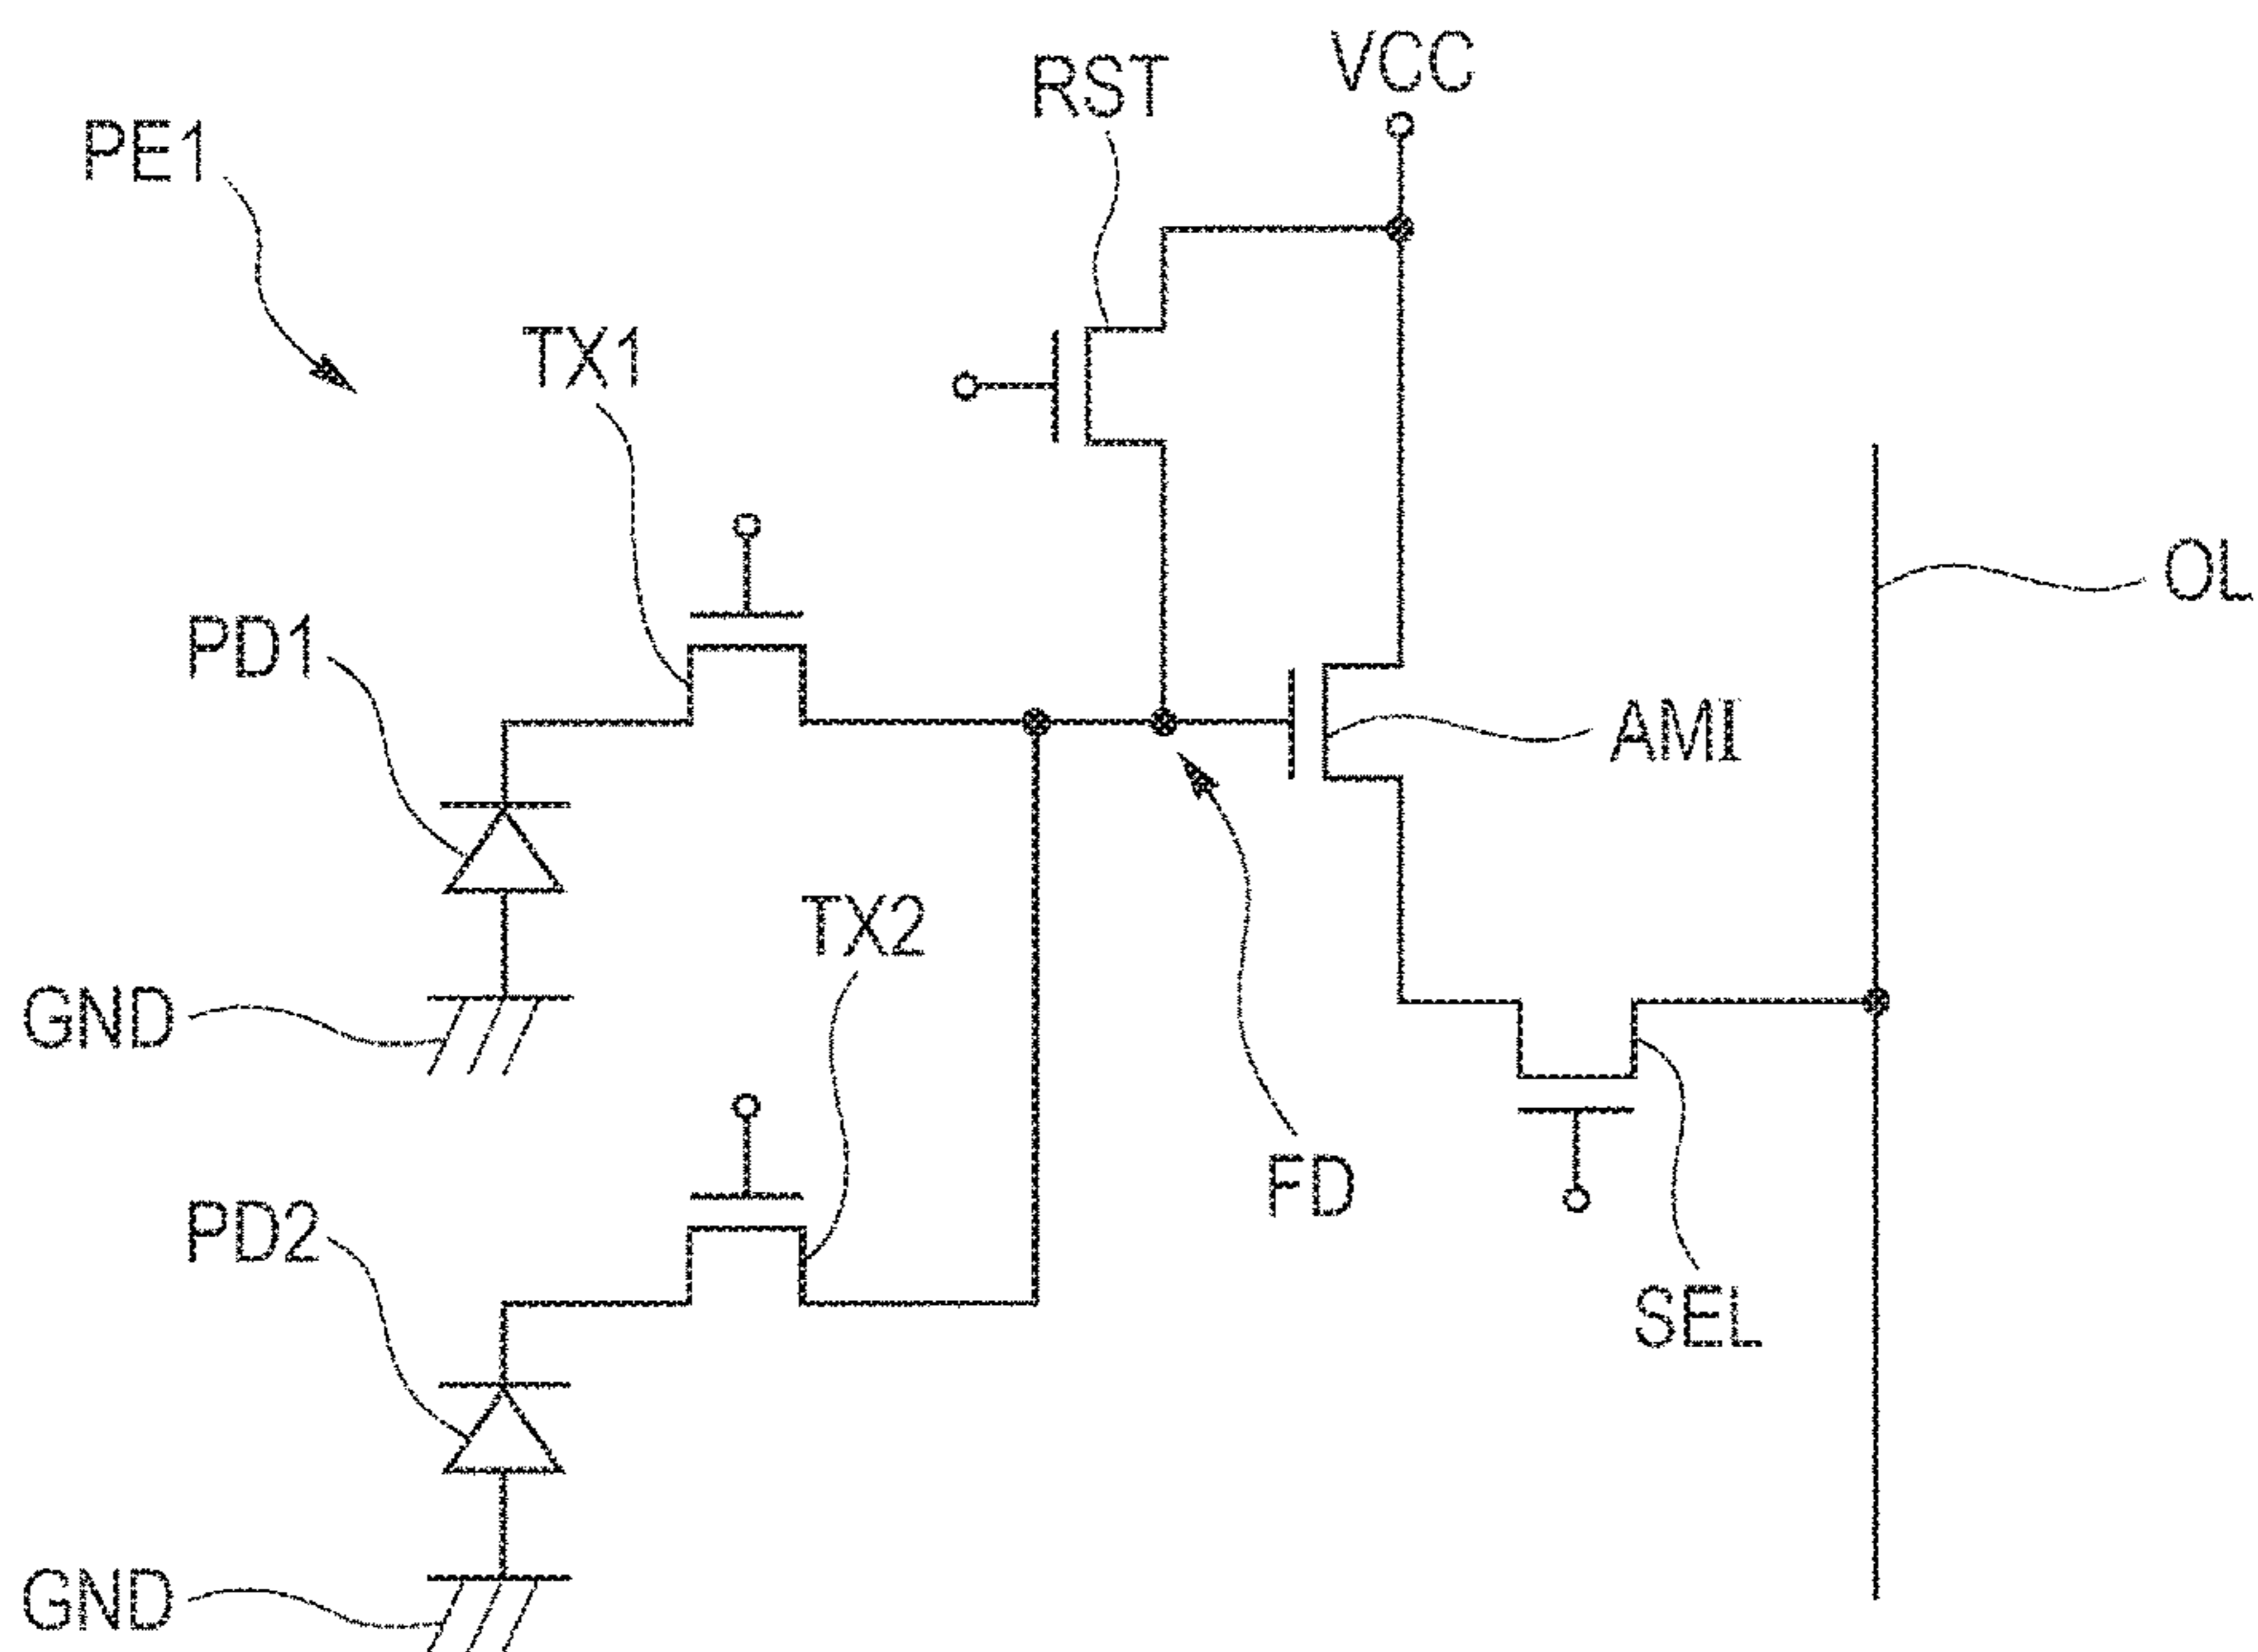 VCC
RST
PE1
TX1
OL
PD1
AMI
TX2
GND
FD
PD2
SEL
GND